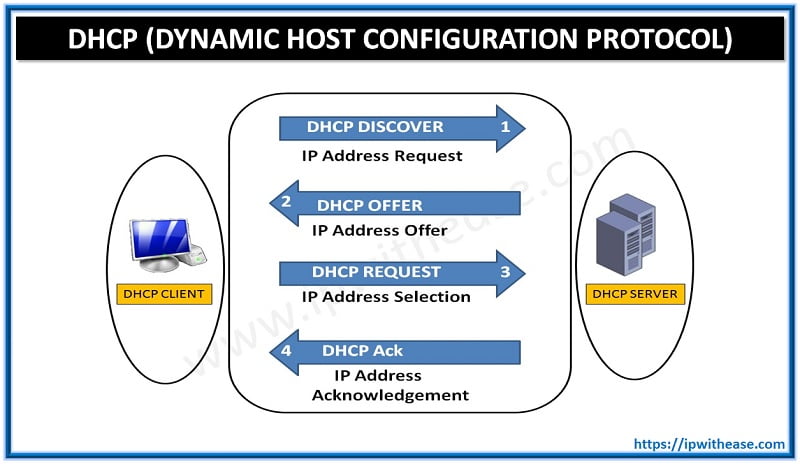 DHCP (DYNAMIC HOST CONFIGURATION PROTOCOL)
DHCP DISCOVER 1
IP Address Request
2 DHCP OFFER
IP Address Offer
DHCP REQUEST 3
IP Address Selection
4 DHCP Ack
IP Address
Acknowledgement
DHCP CLIENT
DHCP SERVER
www.ipwithease.com
https://ipwithease.com